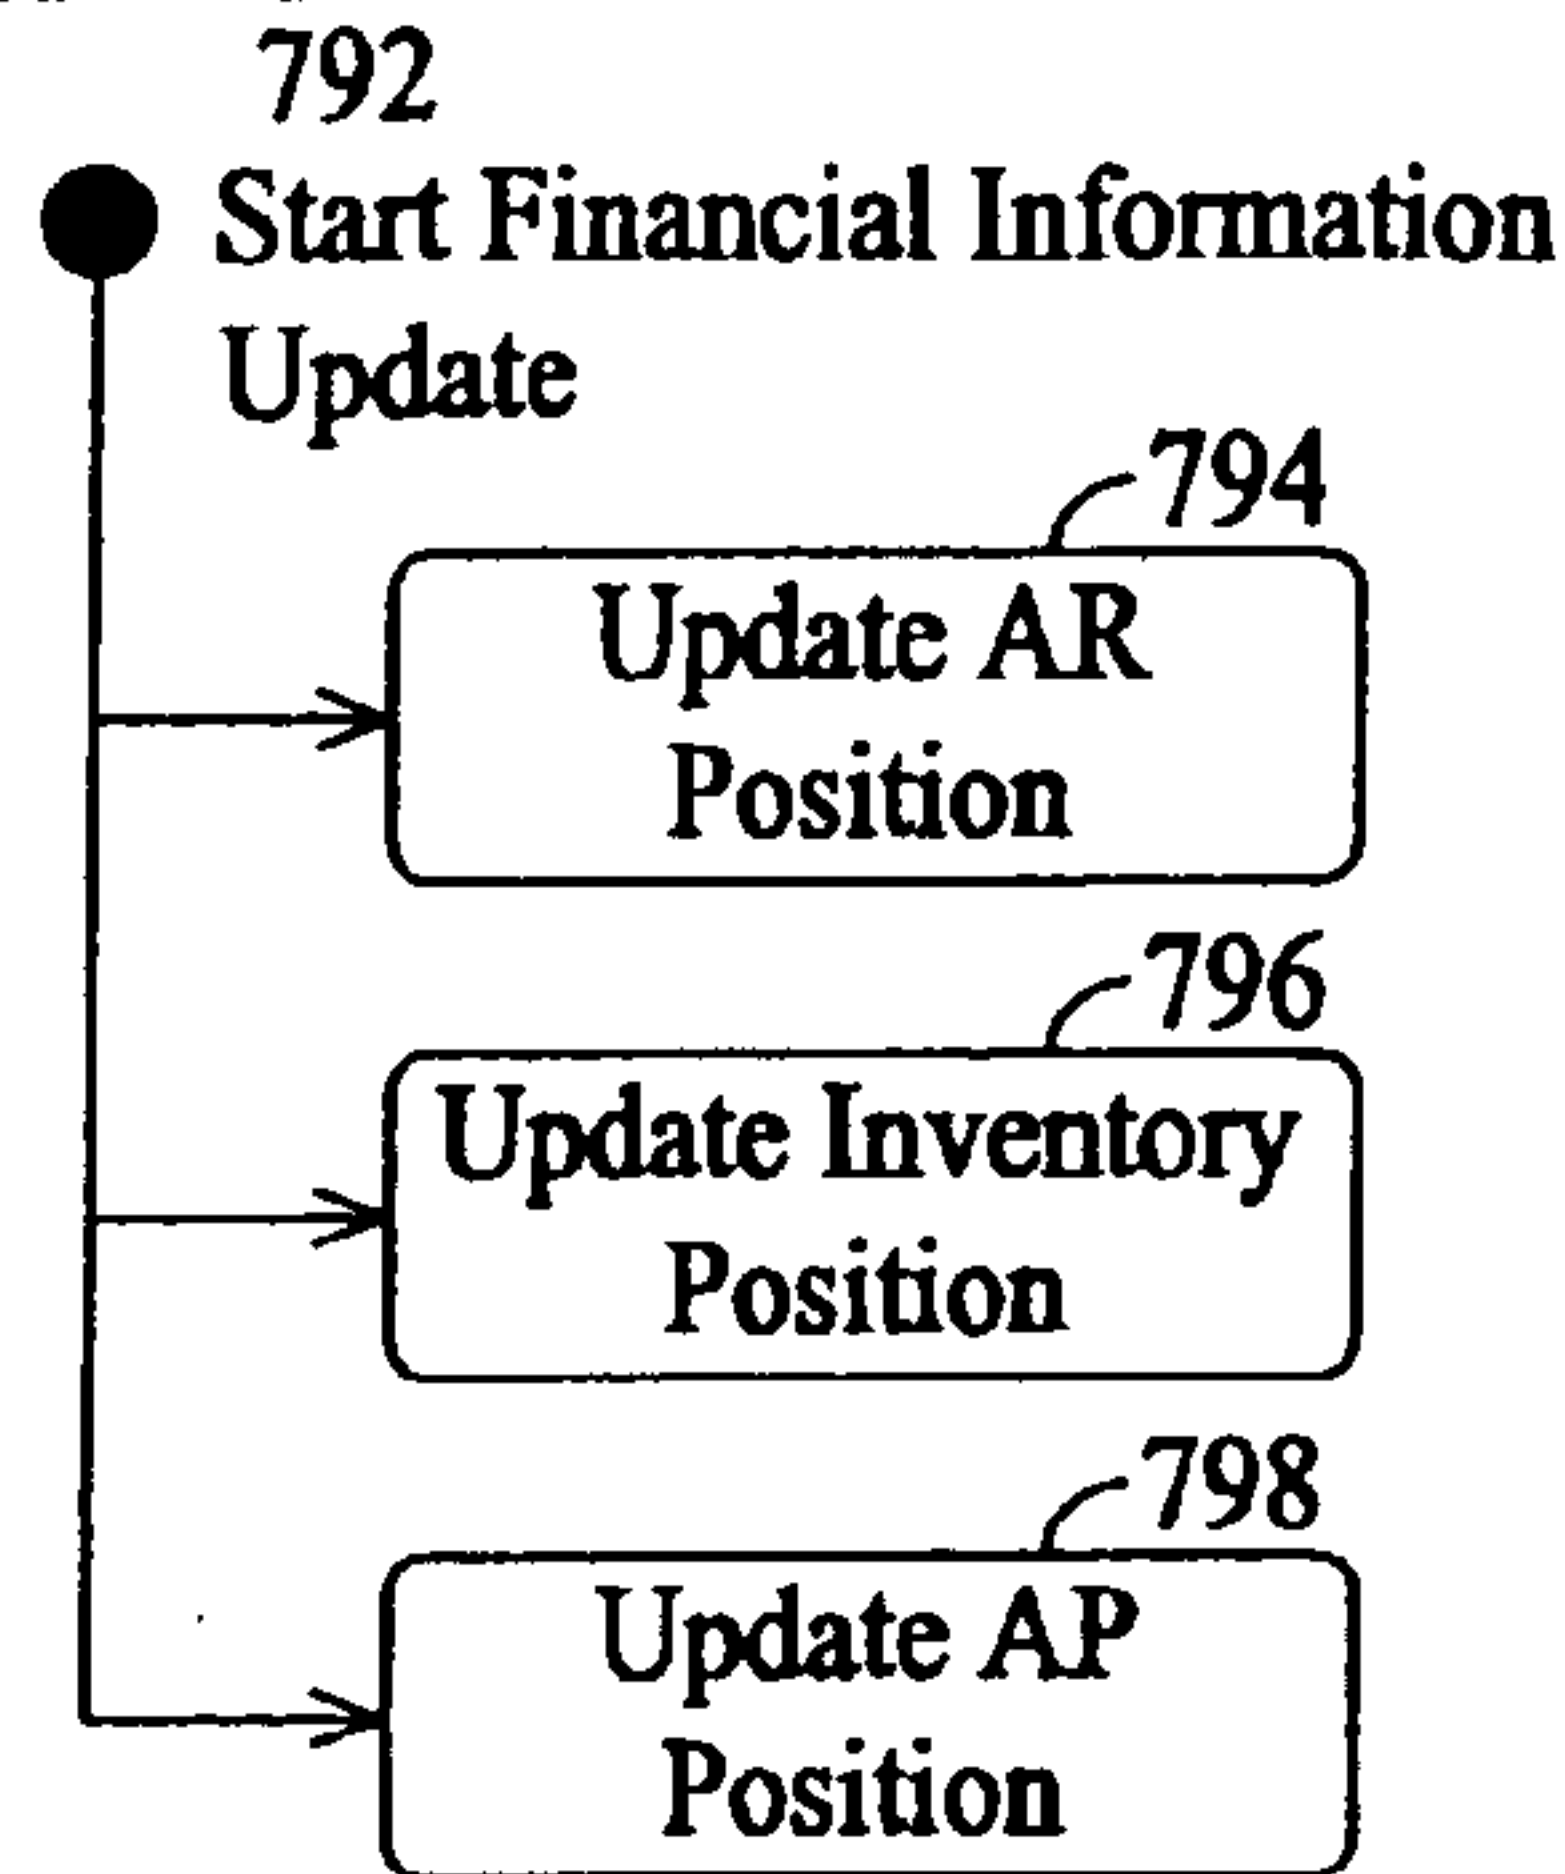 792
Start Financial Information
Update
794
Update AR
Position
796
Update Inventory
Position
798
Update AP
Position